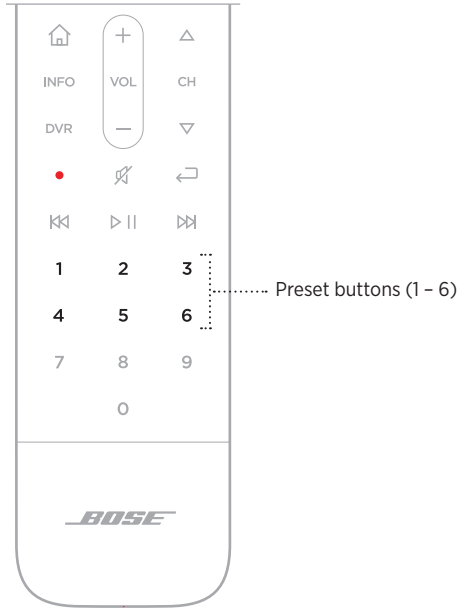 INFO VOL CH
DVR
1 2 3
Preset buttons (1 – 6)
4 5 6
7 8 9
0
BOSE